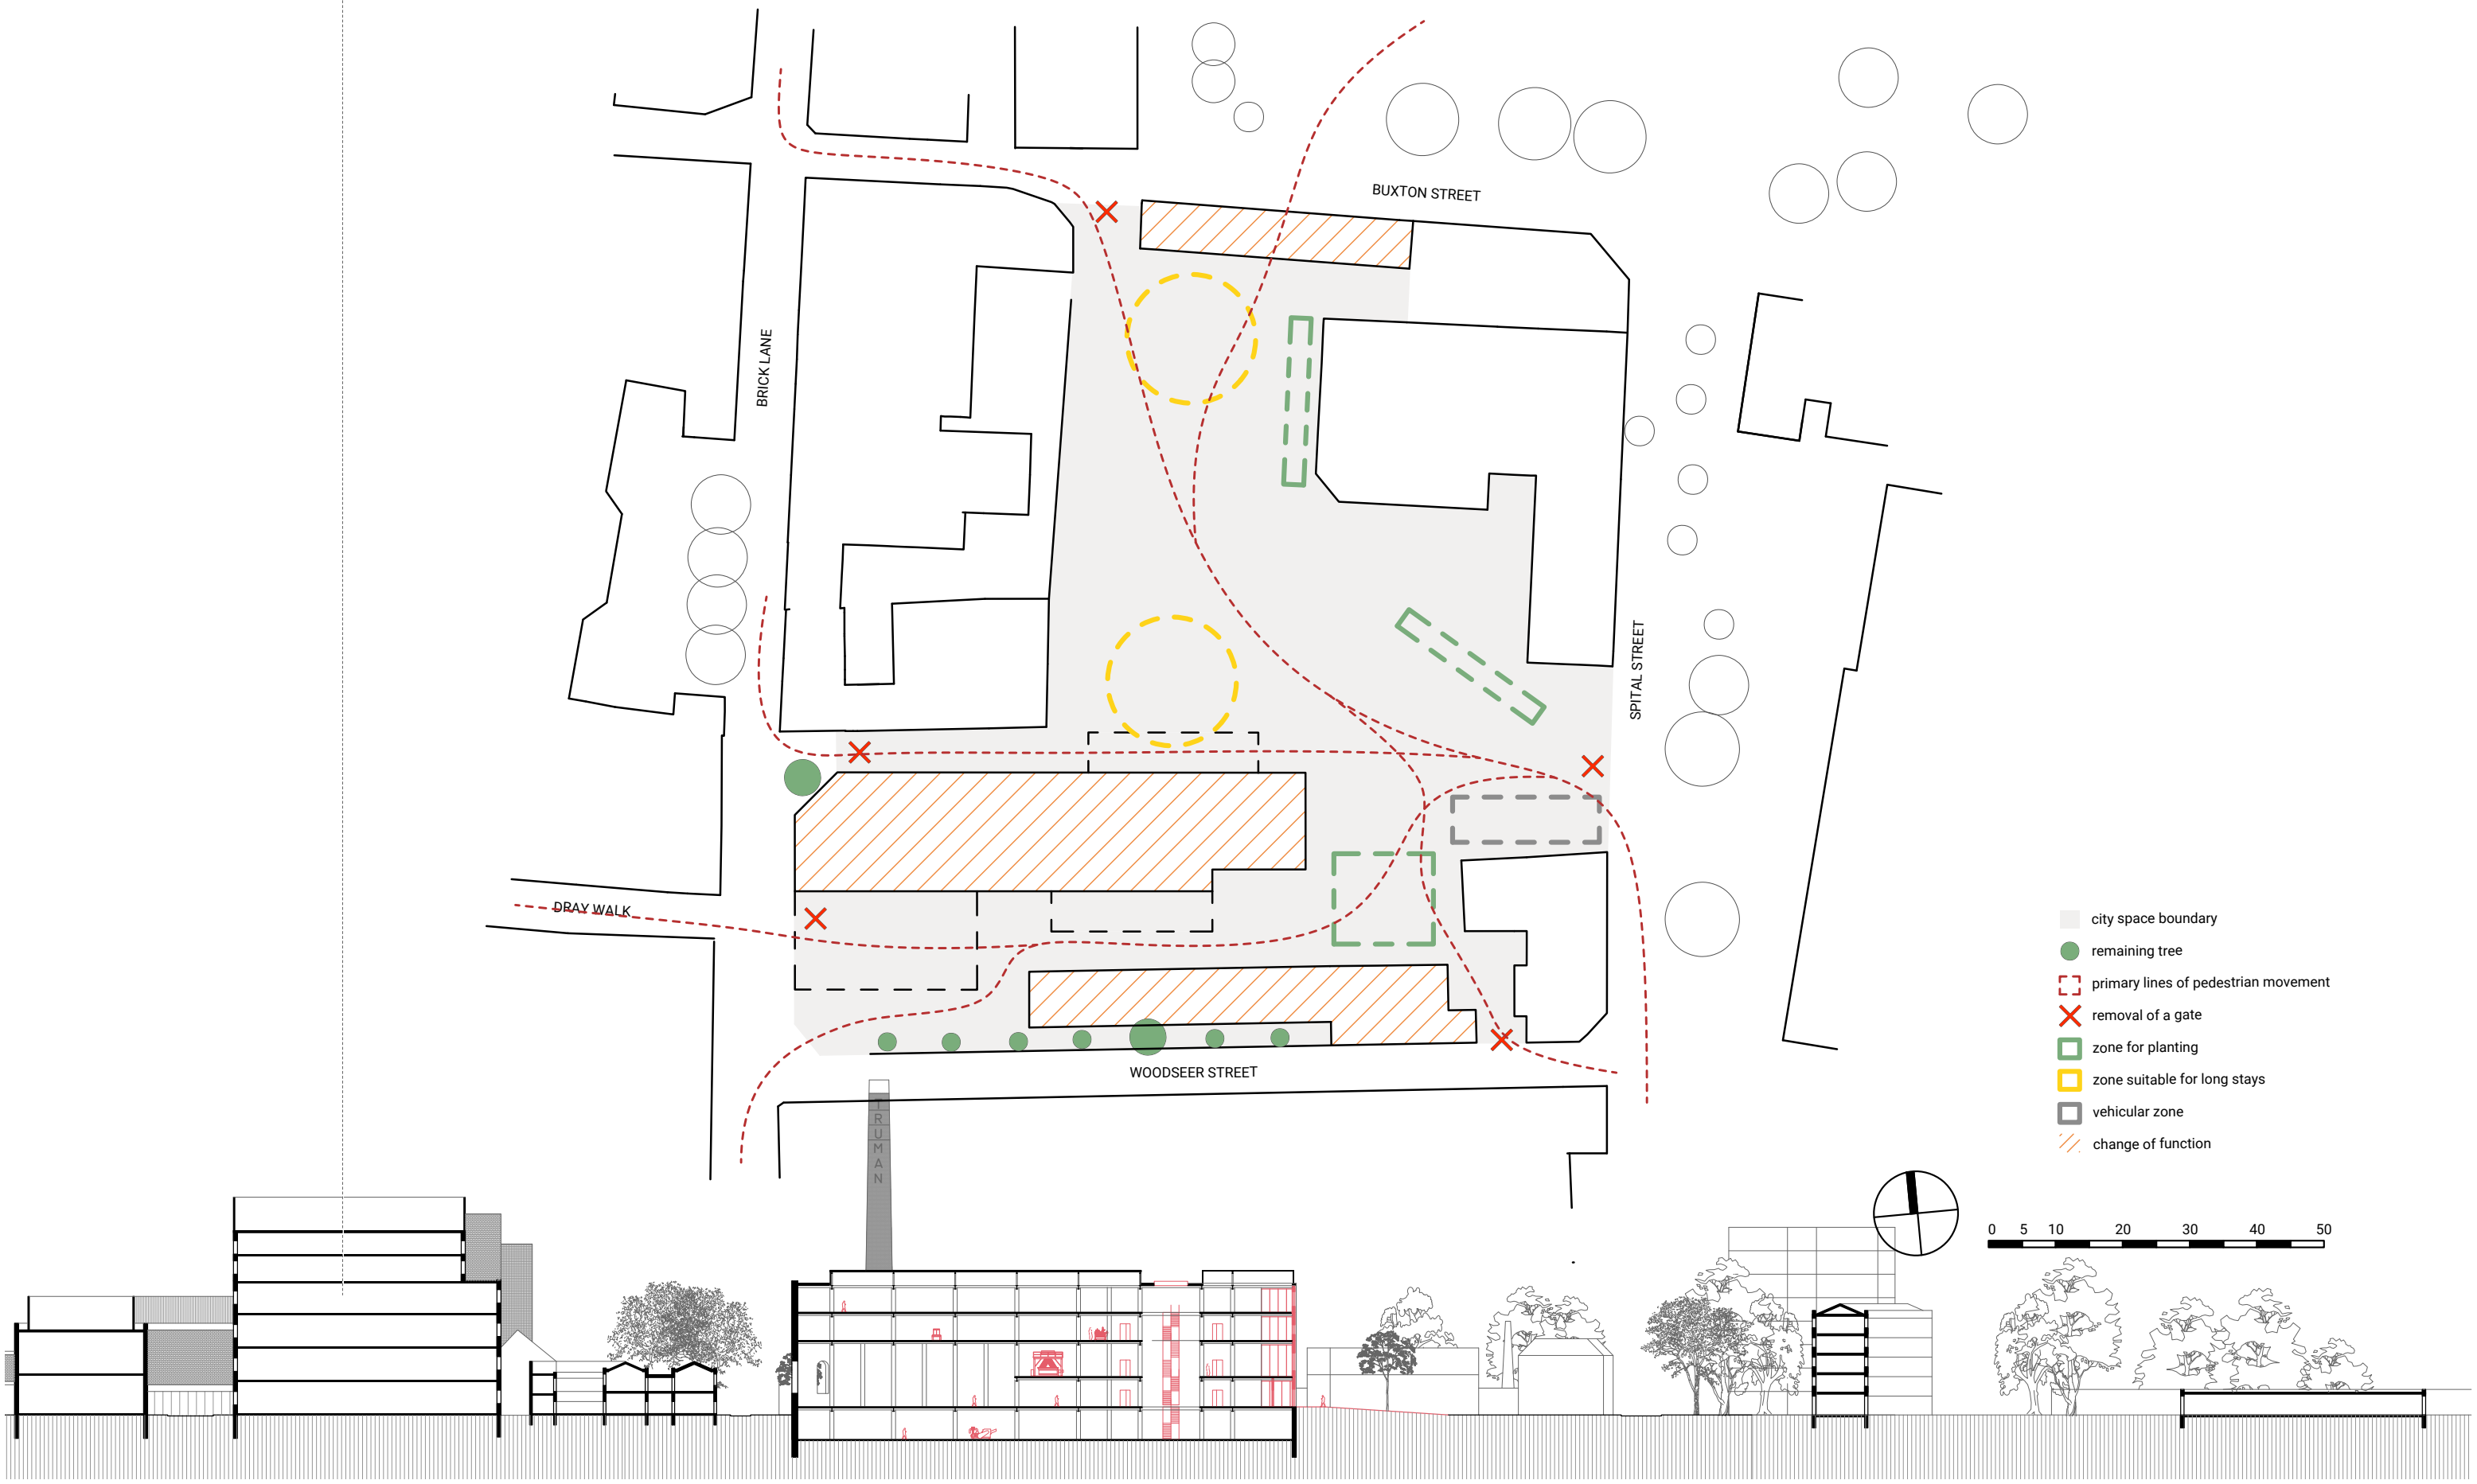 BUXTON STREET
BRICK LANE
SPITAL STREET
DRAY WALK
WOODSEER STREET
TRUMAN
city space boundary
remaining tree
primary lines of pedestrian movement
removal of a gate
zone for planting
zone suitable for long stays
vehicular zone
change of function
0 5 10 20 30 40 50